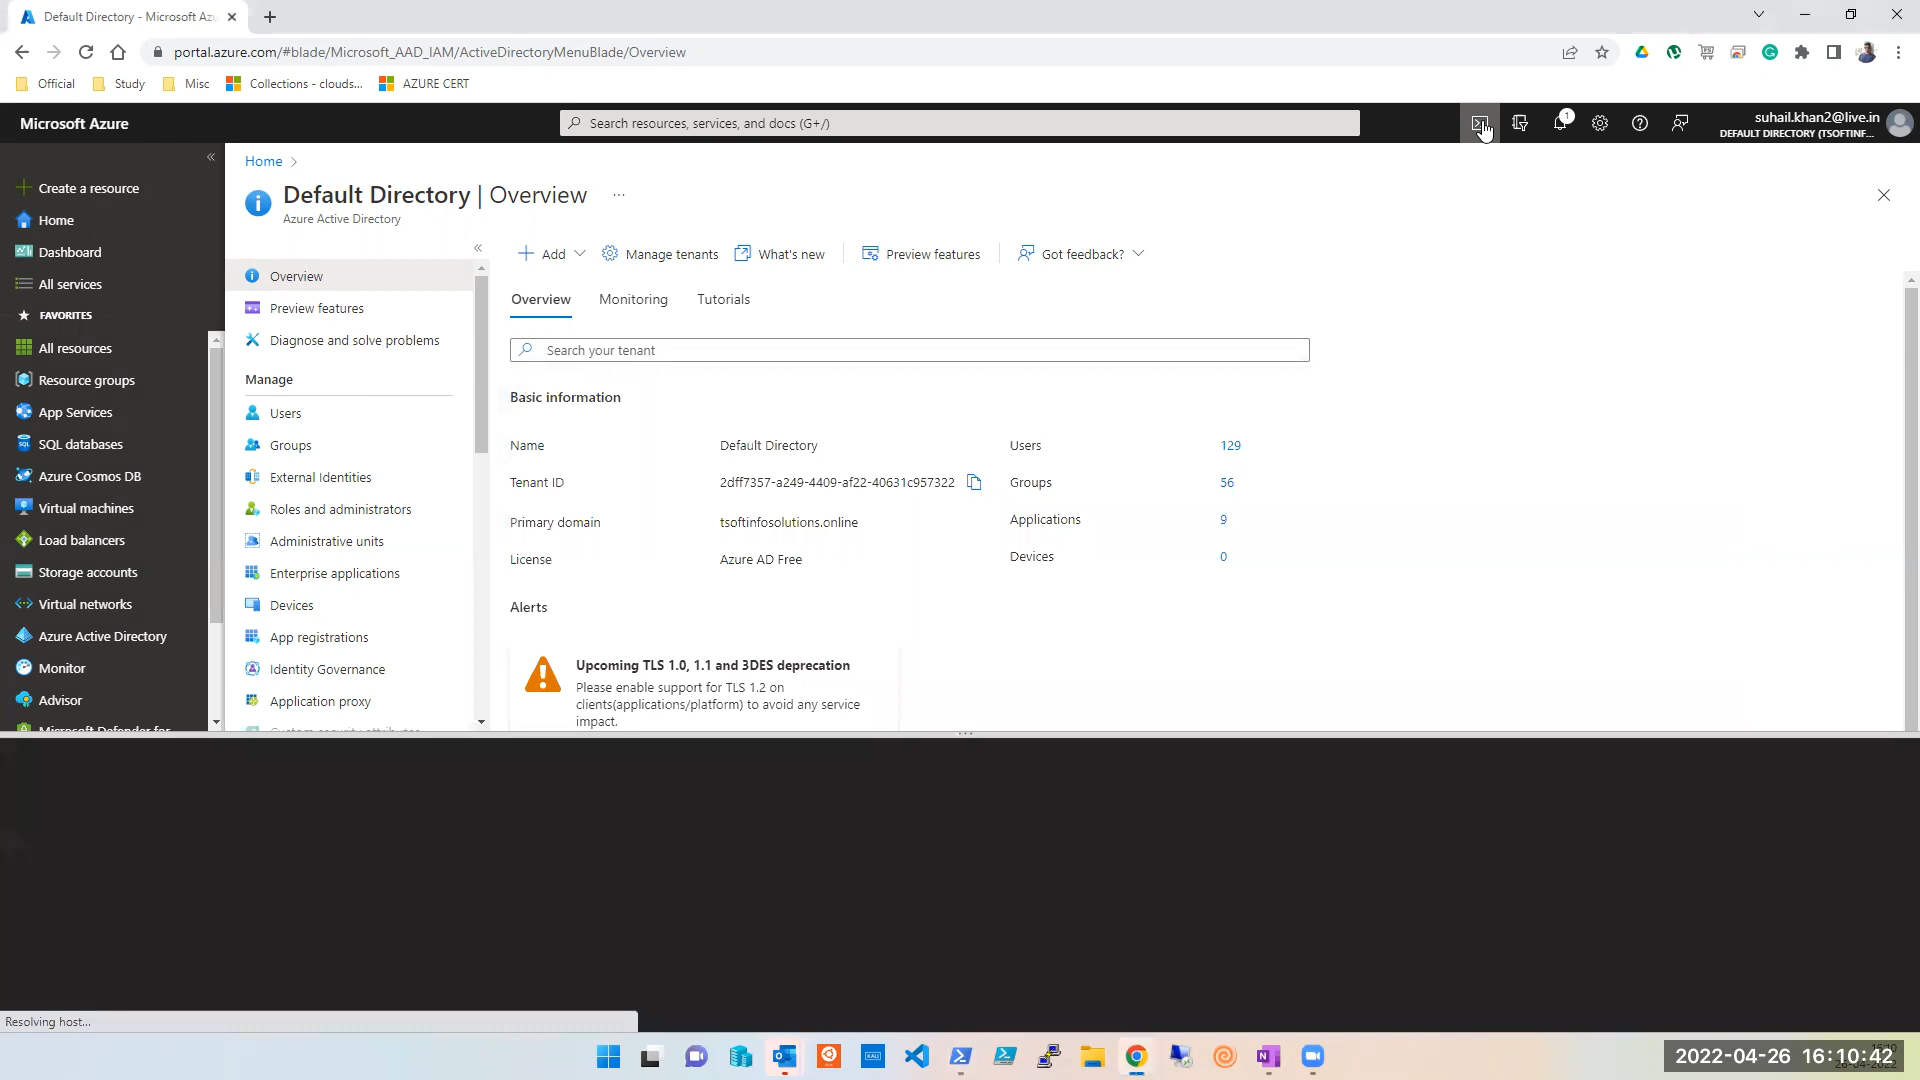 Default Directory - Microsoft Azu
portal.azure.com/#blade/Microsoft_AAD_IAM/ActiveDirectoryMenuBlade/Overview
Official
Study
Misc
Collections - clouds...
AZURE CERT
Microsoft Azure
Search resources, services, and docs (G+/)
1
suhail.khan2@live.in
DEFAULT DIRECTORY (TSOFTINF...
Create a resource
Home
Dashboard
All services
FAVORITES
All resources
Resource groups
App Services
SQL databases
Azure Cosmos DB
Virtual machines
Load balancers
Storage accounts
Virtual networks
Azure Active Directory
Monitor
Advisor
Microsoft Defender for
Home
Default Directory | Overview
...
Azure Active Directory
Overview
Preview features
Diagnose and solve problems
Manage
Users
Groups
External Identities
Roles and administrators
Administrative units
Enterprise applications
Devices
App registrations
Identity Governance
Application proxy
Custom security attributes
Add
Manage tenants
What's new
Preview features
Got feedback?
Overview
Monitoring
Tutorials
Search your tenant
Basic information
Name
Default Directory
Users
129
Tenant ID
2dff7357-a249-4409-af22-40631c957322
Groups
56
Primary domain
tsoftinfosolutions.online
Applications
9
License
Azure AD Free
Devices
0
Alerts
Upcoming TLS 1.0, 1.1 and 3DES deprecation
Please enable support for TLS 1.2 on
clients(applications/platform) to avoid any service
impact.
Resolving host...
KALI
2022-04-26 16:10:42